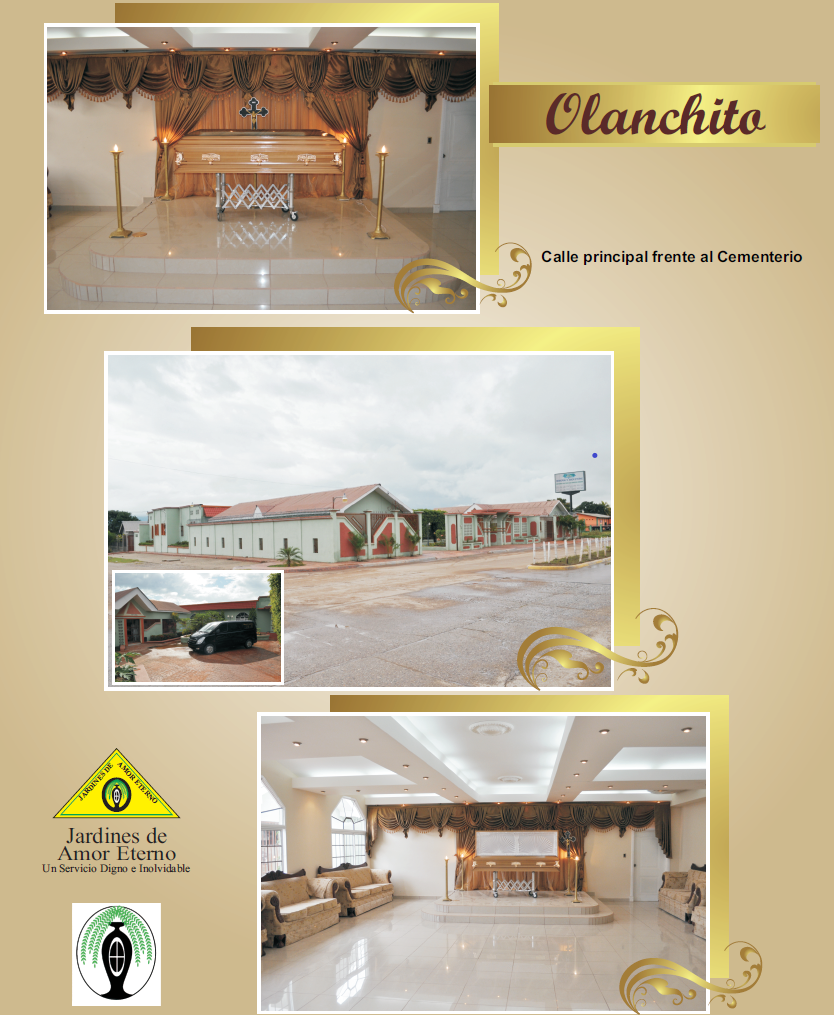 Olanchito
Calle principal frente al Cementerio
JARDINES DE AMOR ETERNO
Jardines de
Amor Eterno
Un Servicio Digno e Inolvidable